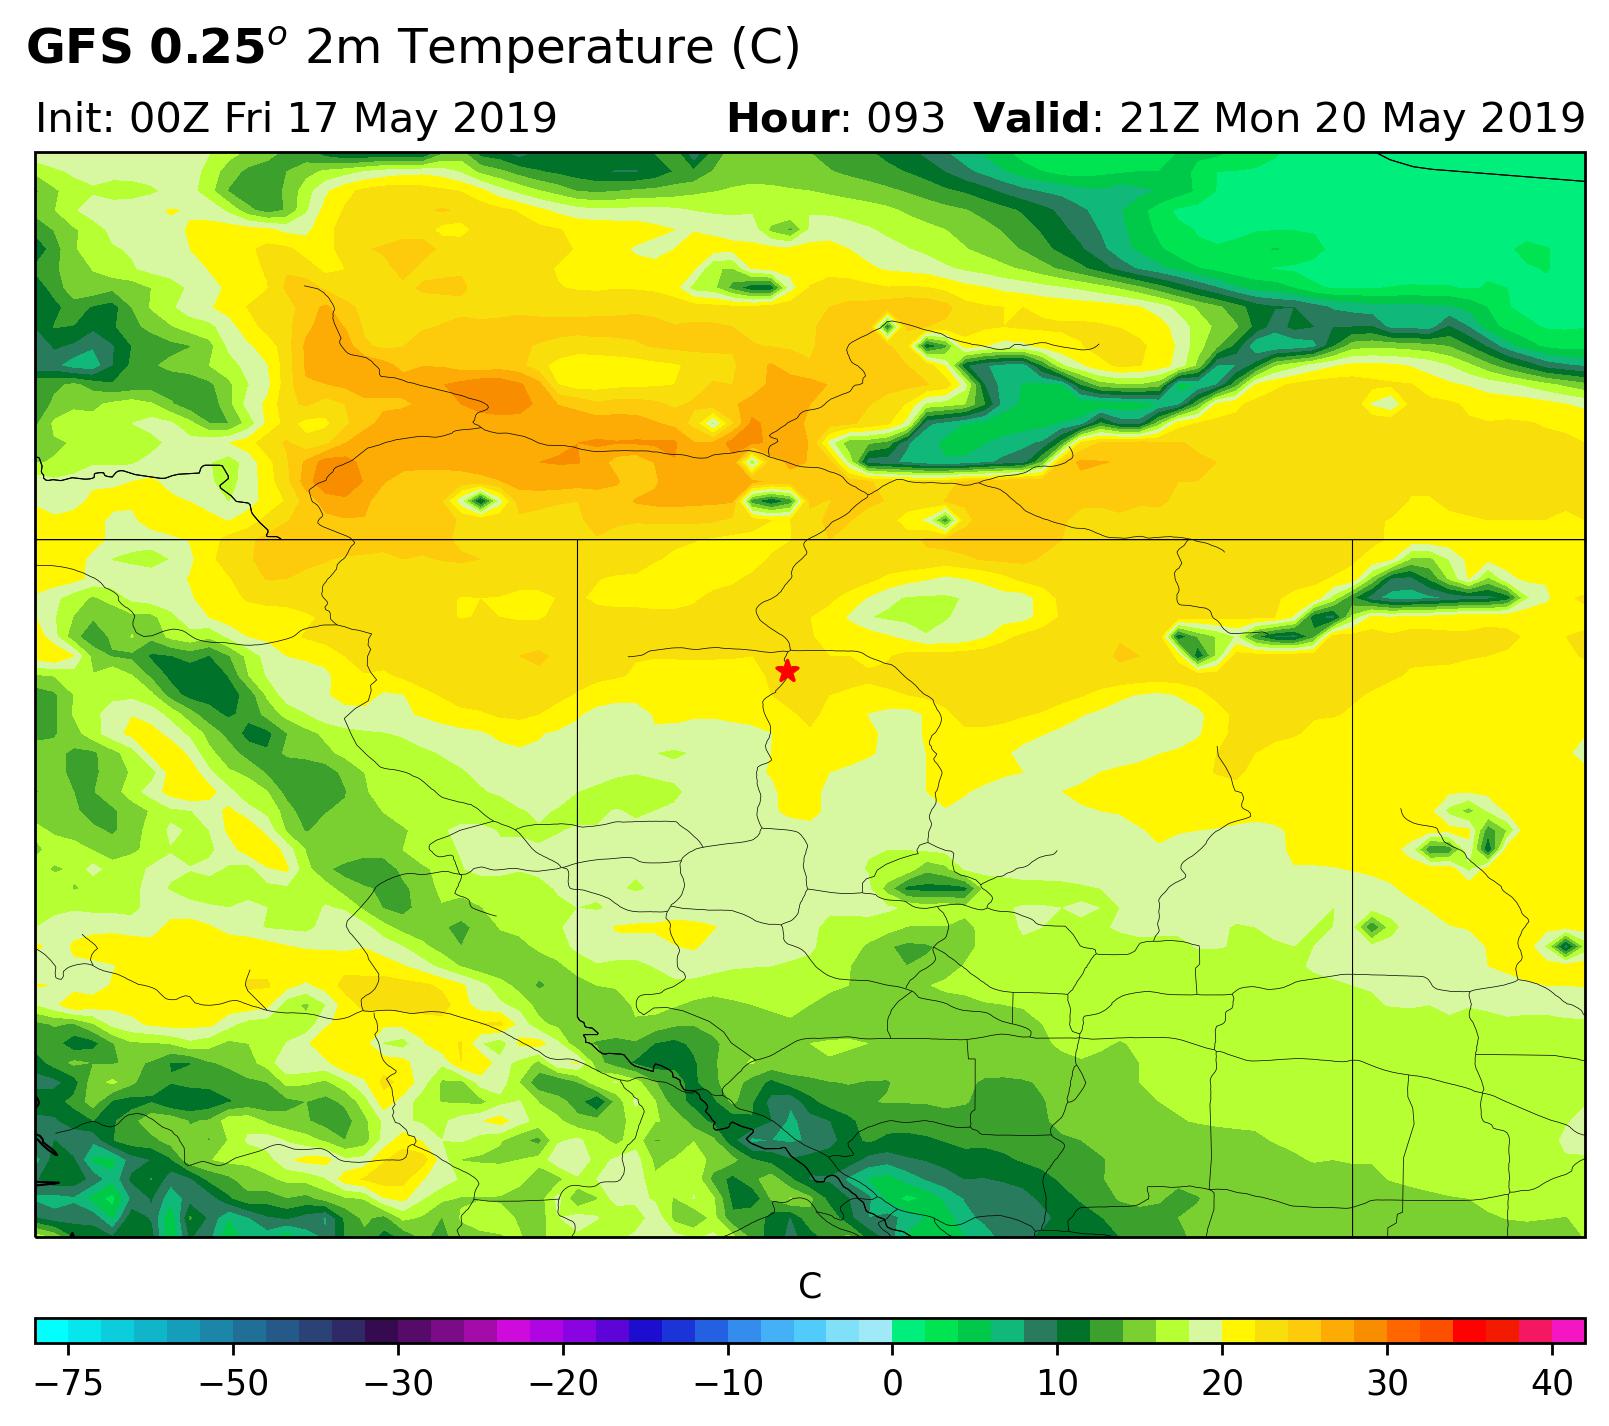 GFS 0.25° 2m Temperature (C)
Init: 00Z Fri 17 May 2019 Hour: 093 Valid: 21Z Mon 20 May 2019
C
−75 −50 −30 −20 −10 0 10 20 30 40